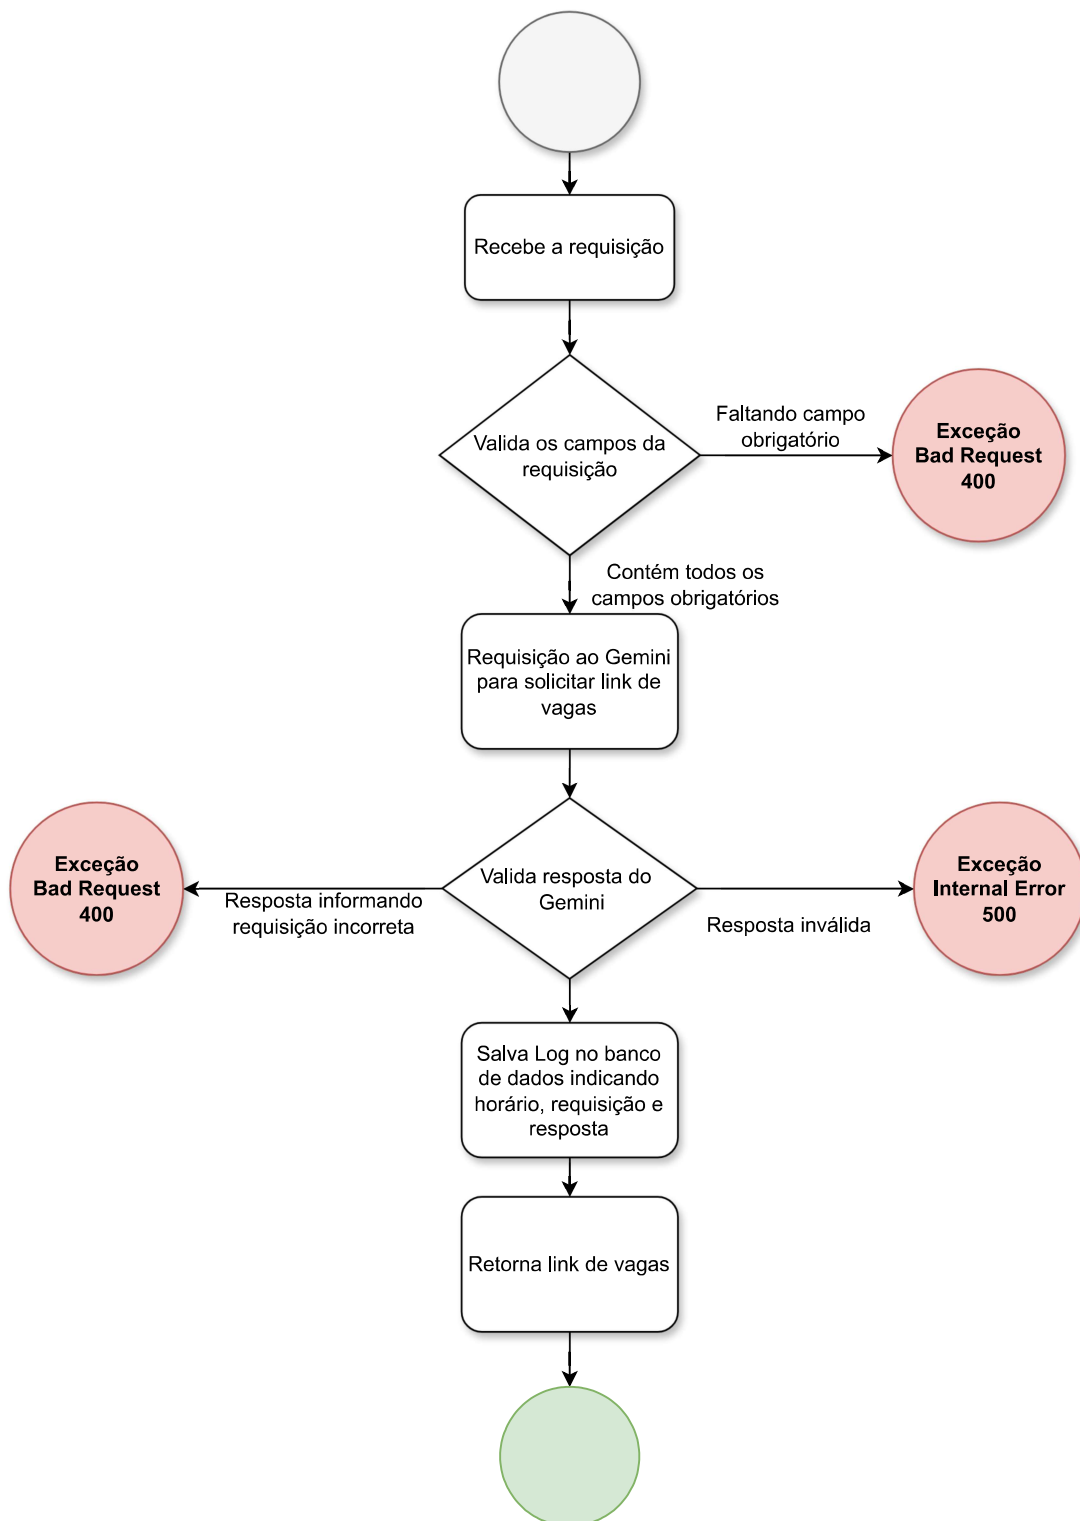 Recebe a requisição
Valida os campos da
requisição
Faltando campo
obrigatório
Exceção
Bad Request
400
Contém todos os
campos obrigatórios
Requisição ao Gemini
para solicitar link de
vagas
Exceção
Bad Request
400
Resposta informando
requisição incorreta
Valida resposta do
Gemini
Resposta inválida
Exceção
Internal Error
500
Salva Log no banco
de dados indicando
horário, requisição e
resposta
Retorna link de vagas